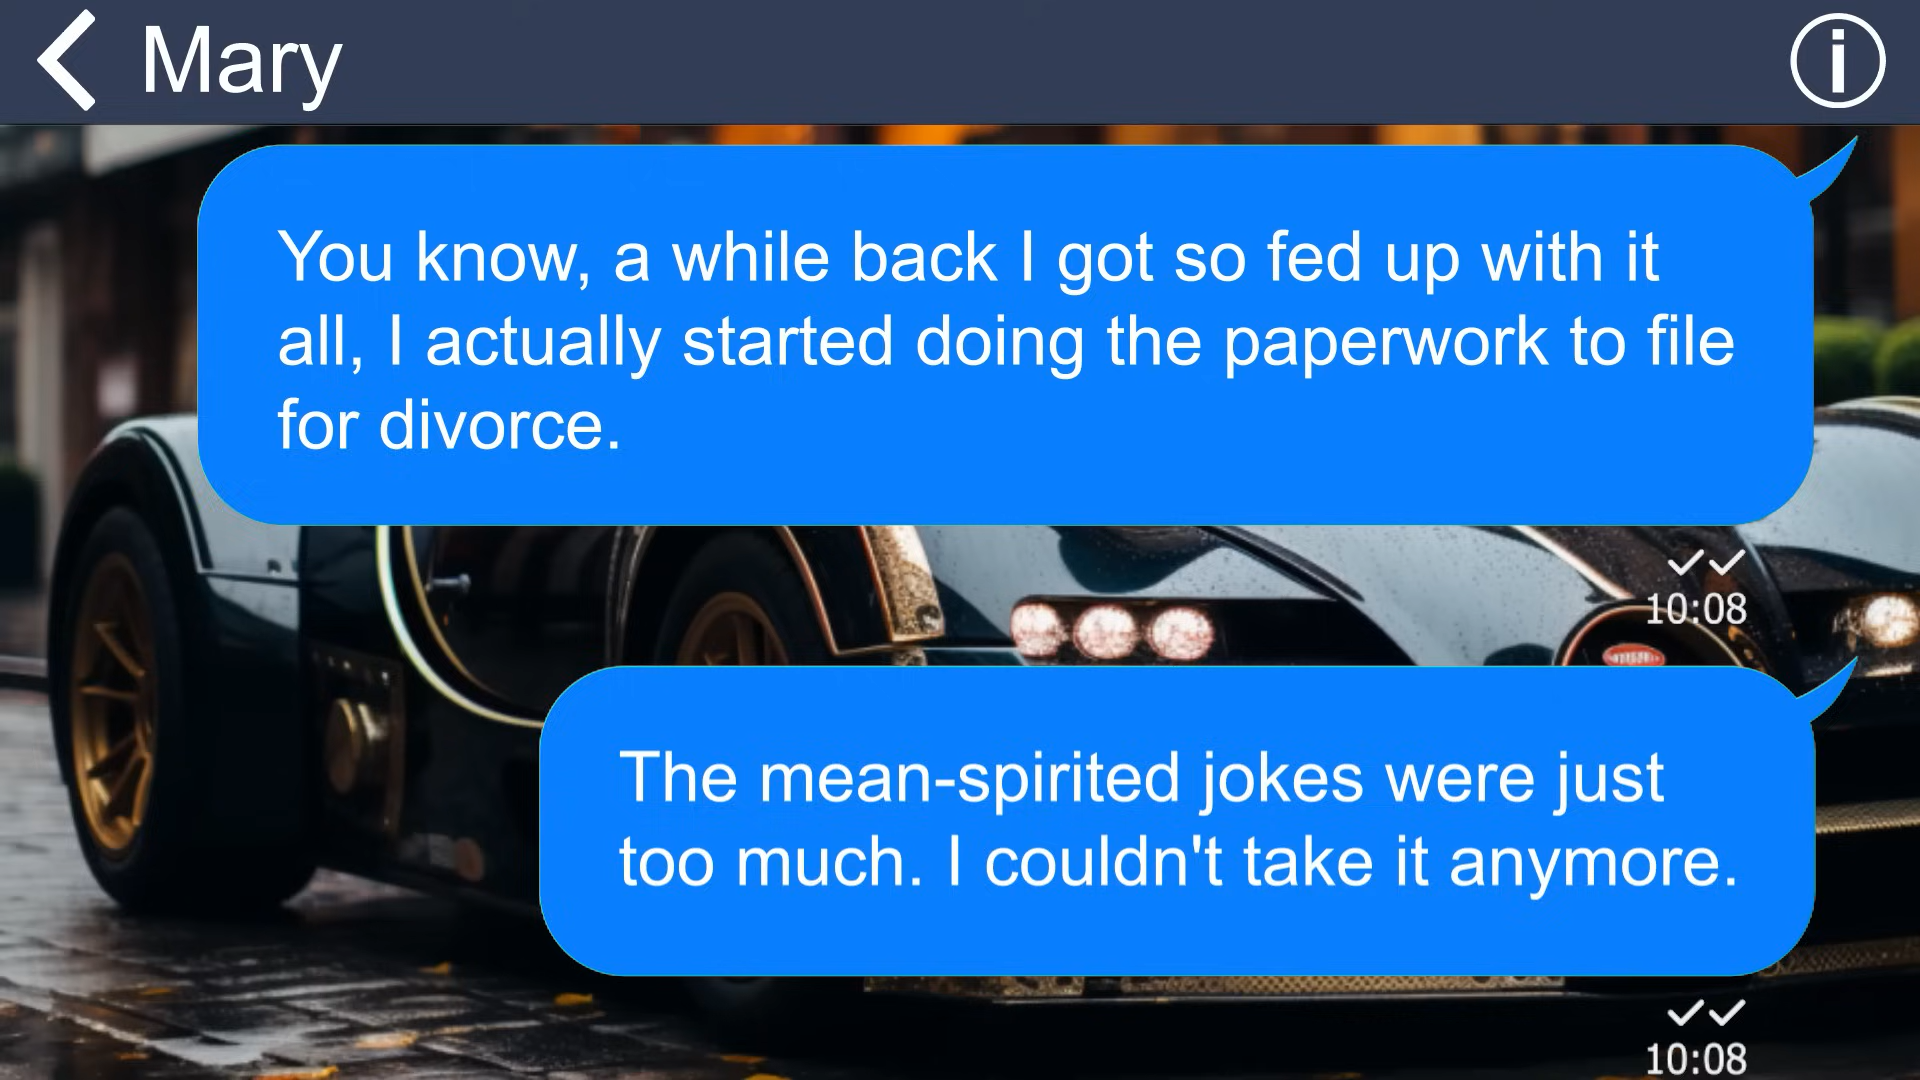 Mary
You know, a while back I got so fed up with it
all, I actually started doing the paperwork to file
for divorce.
10:08
The mean-spirited jokes were just
too much. I couldn't take it anymore.
10:08